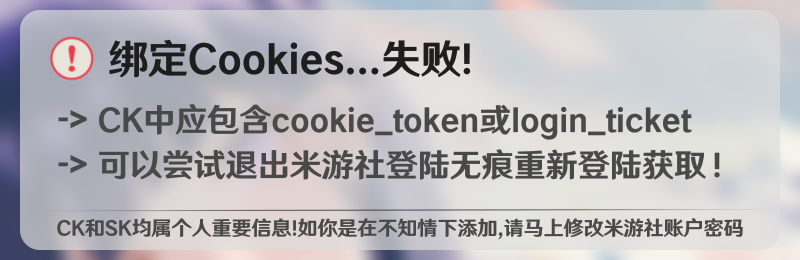 绑定Cookies...失败!
-> CK中应包含cookie_token或login_ticket
-> 可以尝试退出米游社登陆无痕重新登陆获取！
CK和SK均属个人重要信息!如你是在不知情下添加,请马上修改米游社账户密码